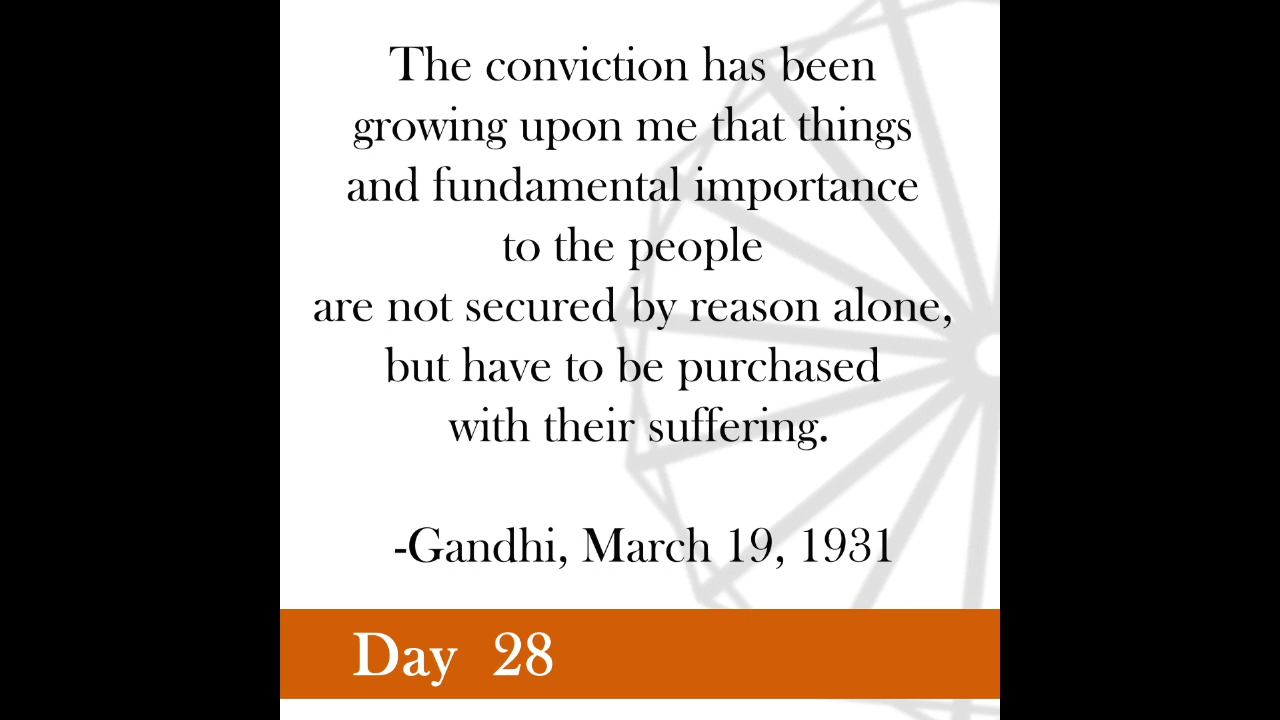 The conviction has been
growing upon me that things
and fundamental importance
to the people
are not secured by reason alone,
but have to be purchased
with their suffering.
-Gandhi, March 19, 1931
Day 28